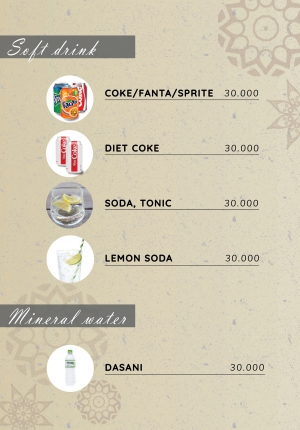 Soft drink
COKE/FANTA/SPRITE 30.000
DIET COKE 30.000
SODA, TONIC 30.000
LEMON SODA 30.000
Mineral water
DASANI 30.000